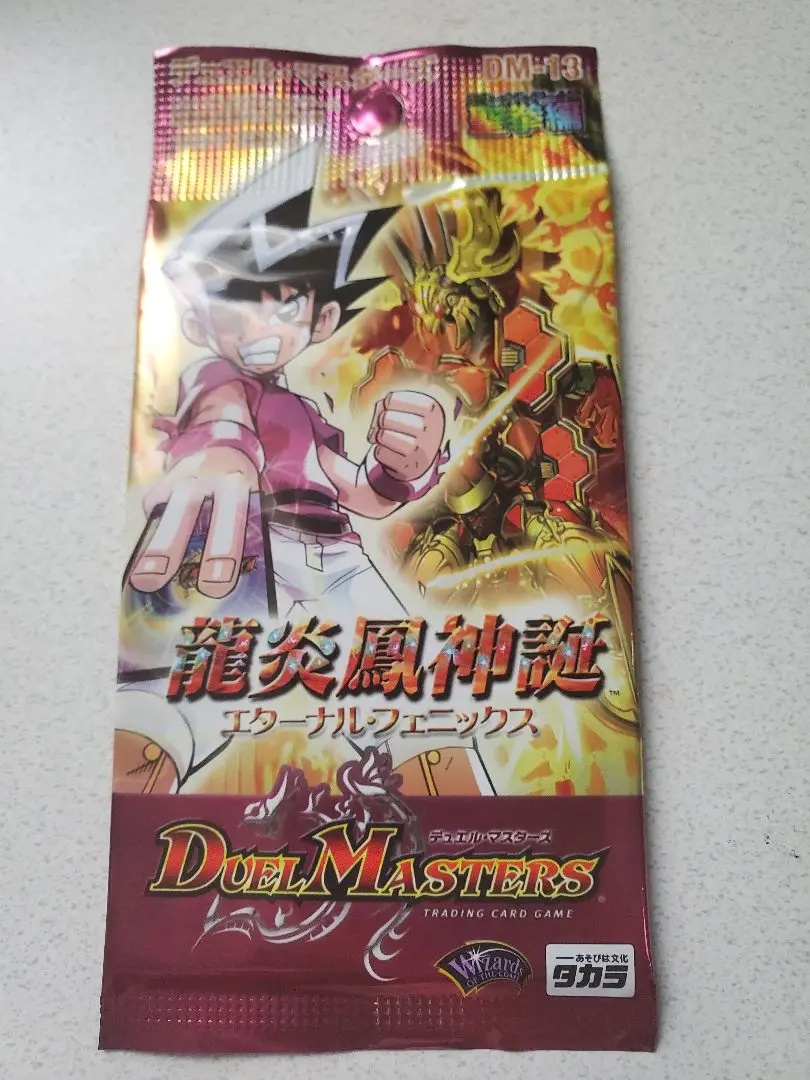 デュエル・マスターズ
DM-13
龍炎鳳神誕
TM
エターナル・フェニックス
デュエル・マスターズ
DUEL MASTERS®
TRADING CARD GAME
Wizards
OF THE COAST
あそびは文化
タカラ